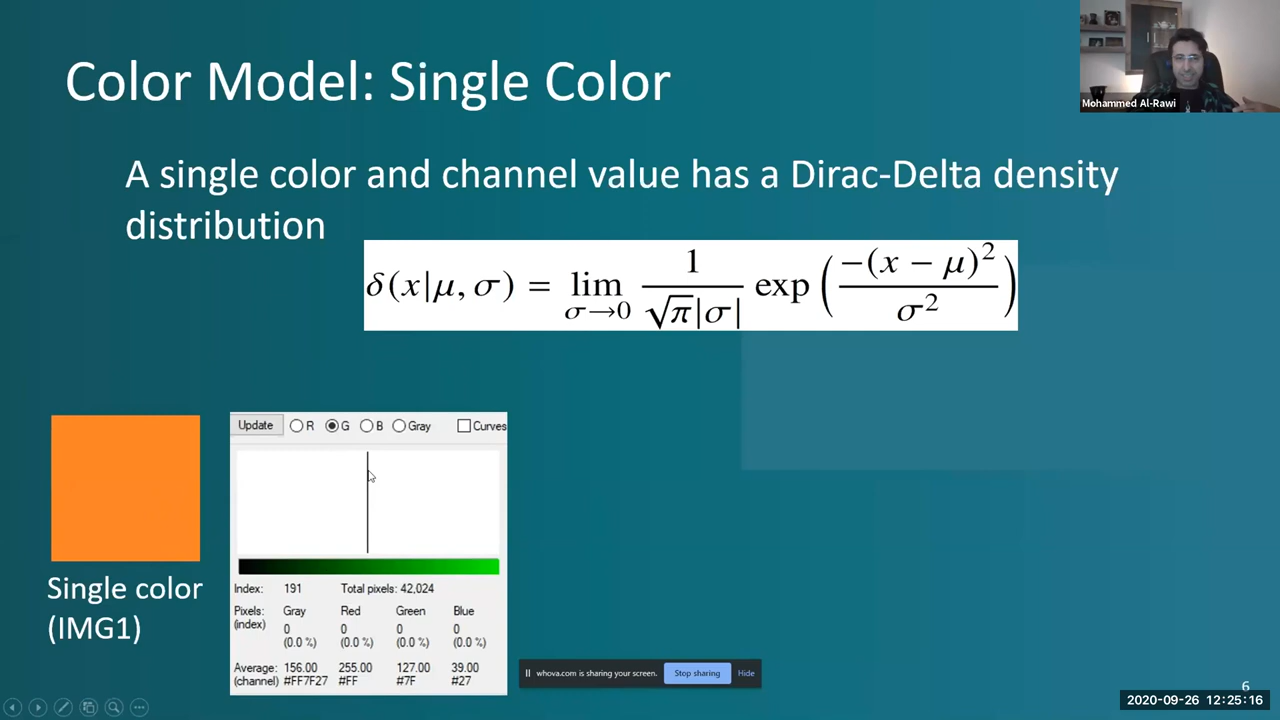 Color Model: Single Color
Mohammed Al-Rawi
A single color and channel value has a Dirac-Delta density
distribution
δ(x|μ, σ) = lim σ→0 1/(√π|σ|) exp(−(x − μ)²/σ²)
Update R G B Gray Curves
Index: 191 Total pixels: 42,024
Pixels: Gray Red Green Blue
(index) 0 0 0 0
(0.0 %) (0.0 %) (0.0 %) (0.0 %)
Average: 156.00 255.00 127.00 39.00
(channel) #FF7F27 #FF #7F #27
Single color
(IMG1)
whova.com is sharing your screen. Stop sharing Hide
6
2020-09-26 12:25:16